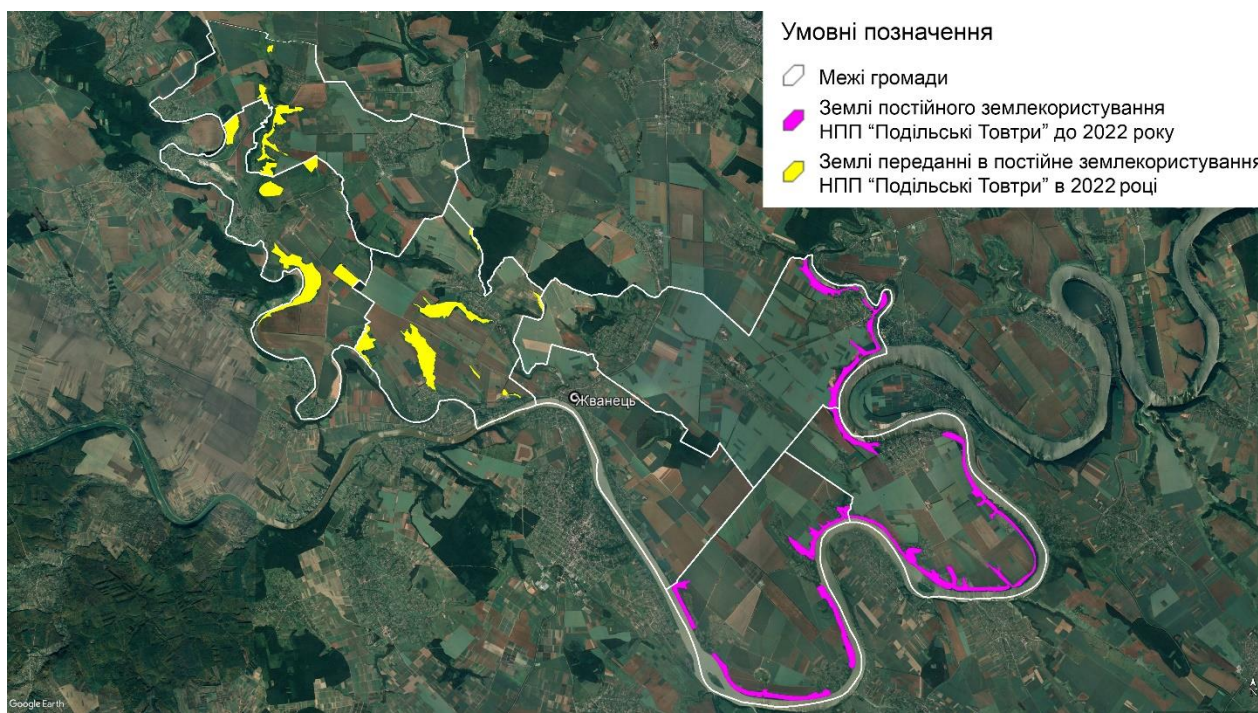 Умовні позначення
Межі громади
Землі постійного землекористування
НПП “Подільські Товтри” до 2022 року
Землі переданні в постійне землекористування
НПП “Подільські Товтри” в 2022 році
Жванець
Google Earth